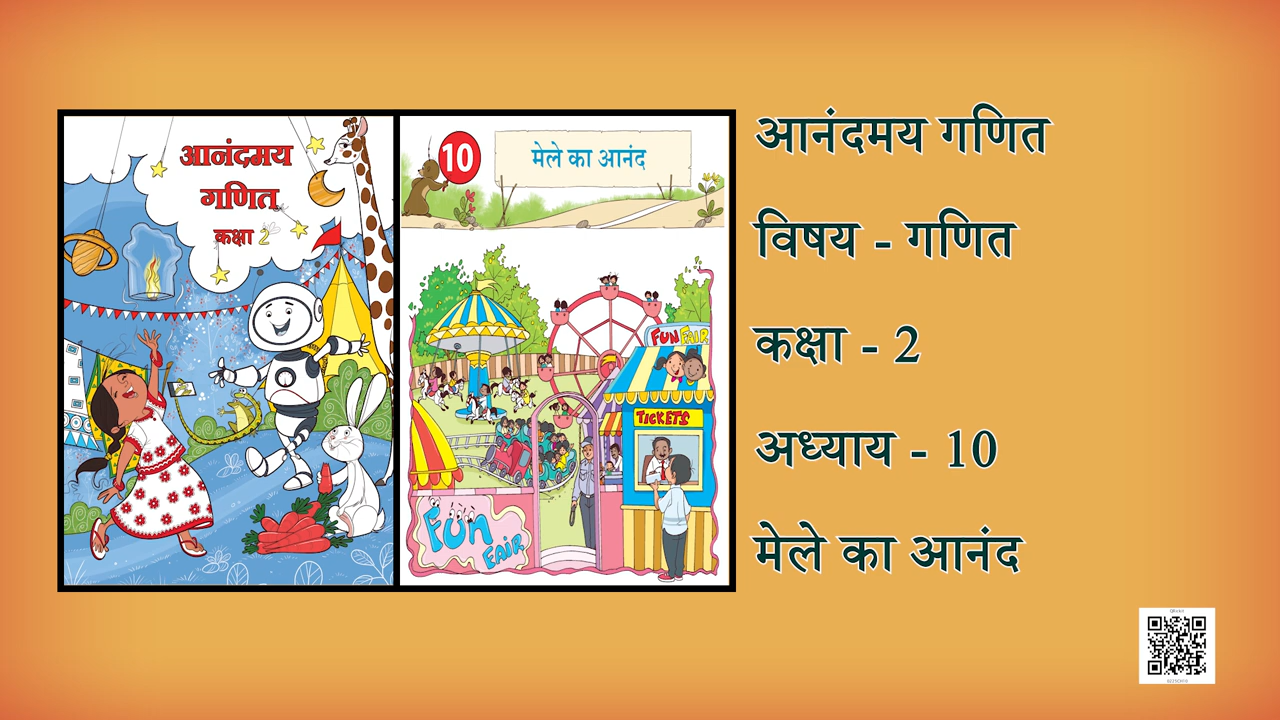 आनंदमय
गणित
कक्षा 2
10
मेले का आनंद
FUN FAIR
TICKETS
FUN
FAIR
आनंदमय गणित
विषय - गणित
कक्षा - 2
अध्याय - 10
मेले का आनंद